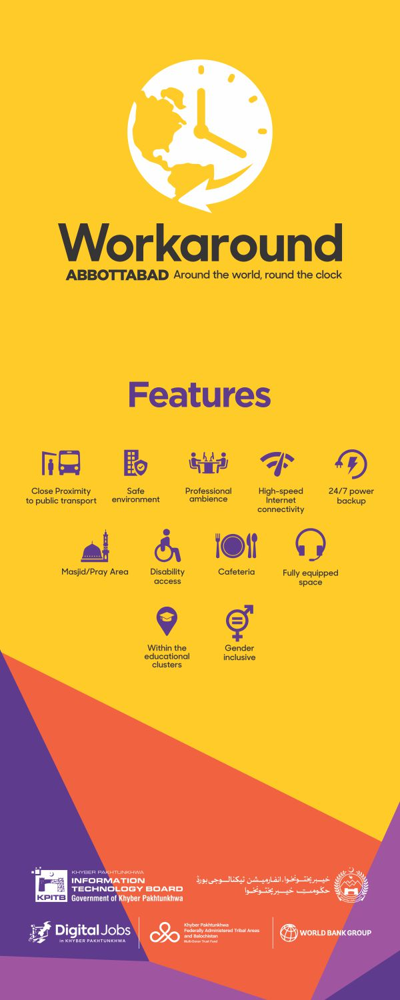 Workaround
ABBOTTABAD Around the world, round the clock
Features
Close Proximity
to public transport
Safe
environment
Professional
ambience
High-speed
Internet
connectivity
24/7 power
backup
Masjid/Pray Area
Disability
access
Cafeteria
Fully equipped
space
Within the
educational
clusters
Gender
inclusive
KPITB
KHYBER PAKHTUNKHWA
INFORMATION
TECHNOLOGY BOARD
Government of Khyber Pakhtunkhwa
خیبر پختونخوا، انفارمیشن ٹیکنالوجی بورڈ
حکومت خیبر پختونخوا
Digital Jobs
in KHYBER PAKHTUNKHWA
Khyber Pakhtunkhwa
Federally Administered Tribal Areas
and Balochistan
Multi-Donor Trust Fund
WORLD BANK GROUP